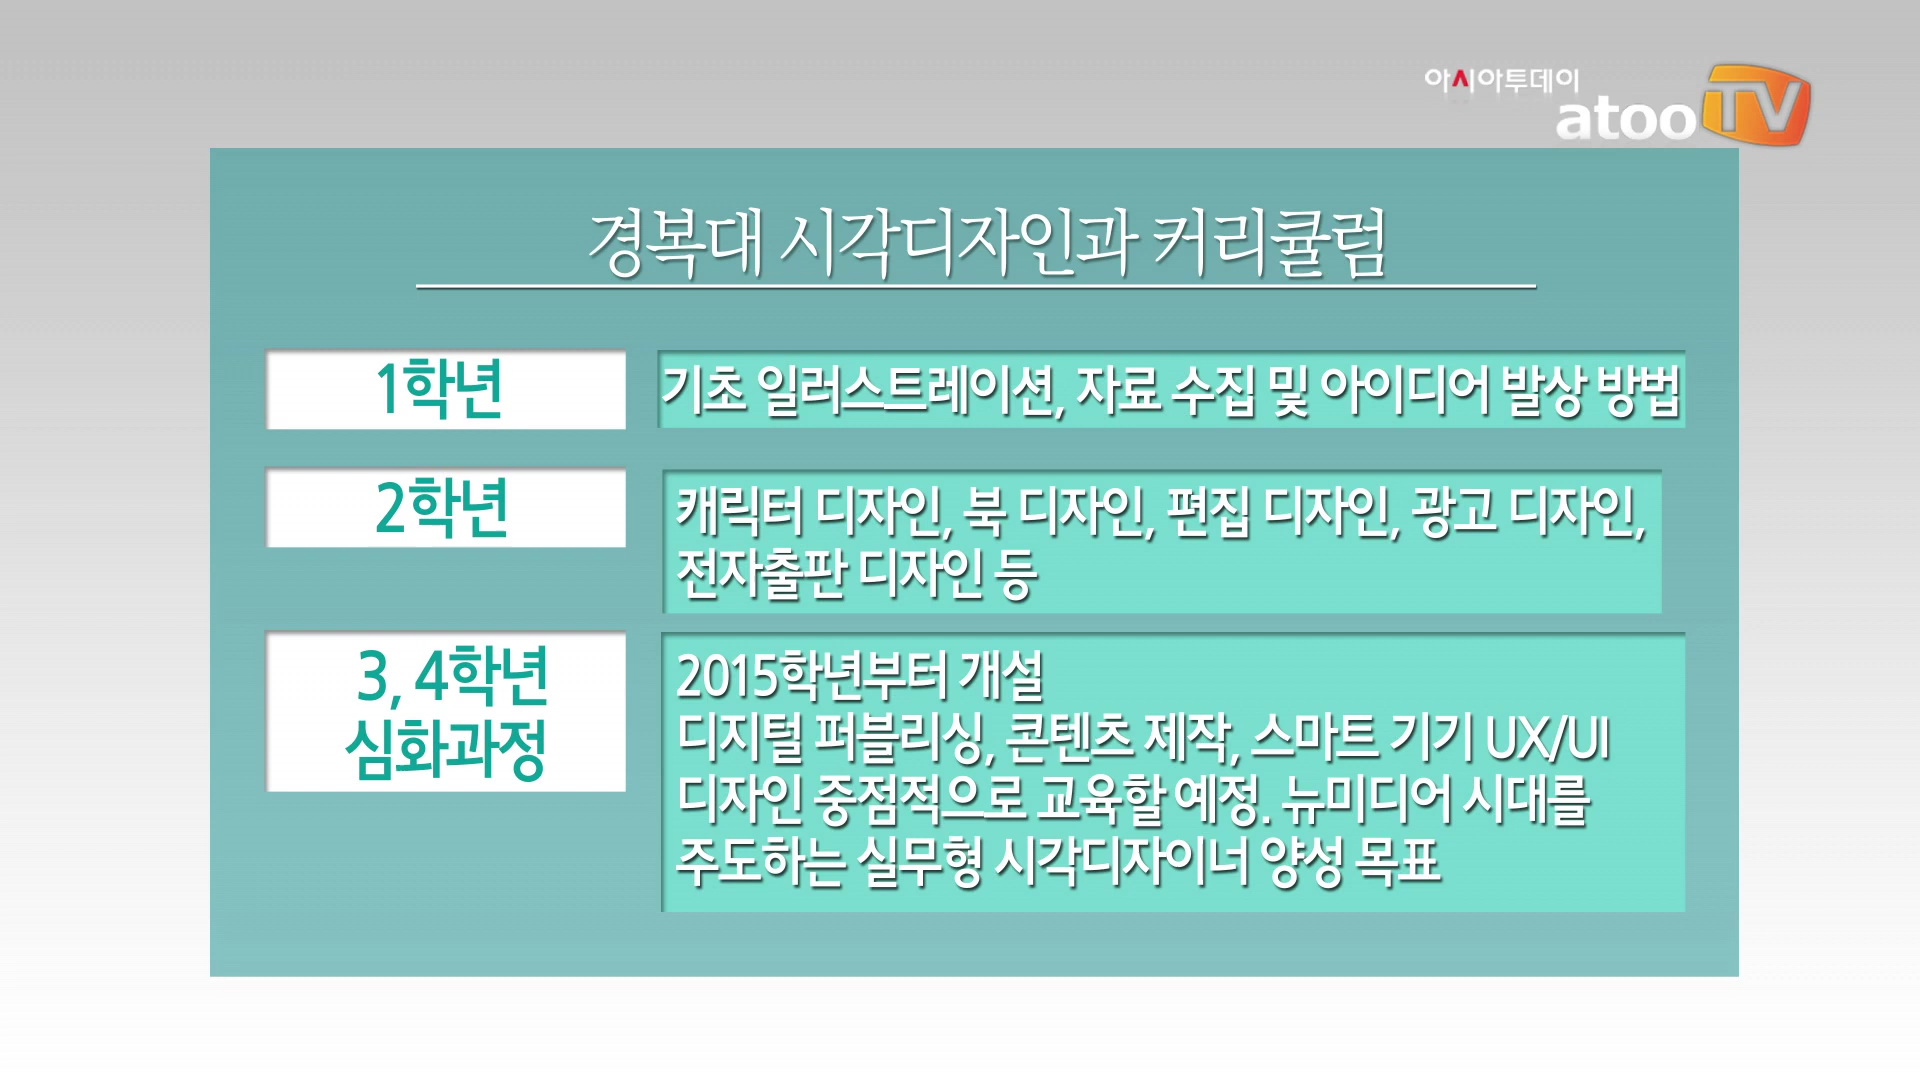 아시아투데이
atooTV
경복대 시각디자인과 커리큘럼
1학년
기초 일러스트레이션, 자료 수집 및 아이디어 발상 방법
2학년
캐릭터 디자인, 북 디자인, 편집 디자인, 광고 디자인,
전자출판 디자인 등
3, 4학년
심화과정
2015학년부터 개설
디지털 퍼블리싱, 콘텐츠 제작, 스마트 기기 UX/UI
디자인 중점적으로 교육할 예정. 뉴미디어 시대를
주도하는 실무형 시각디자이너 양성 목표